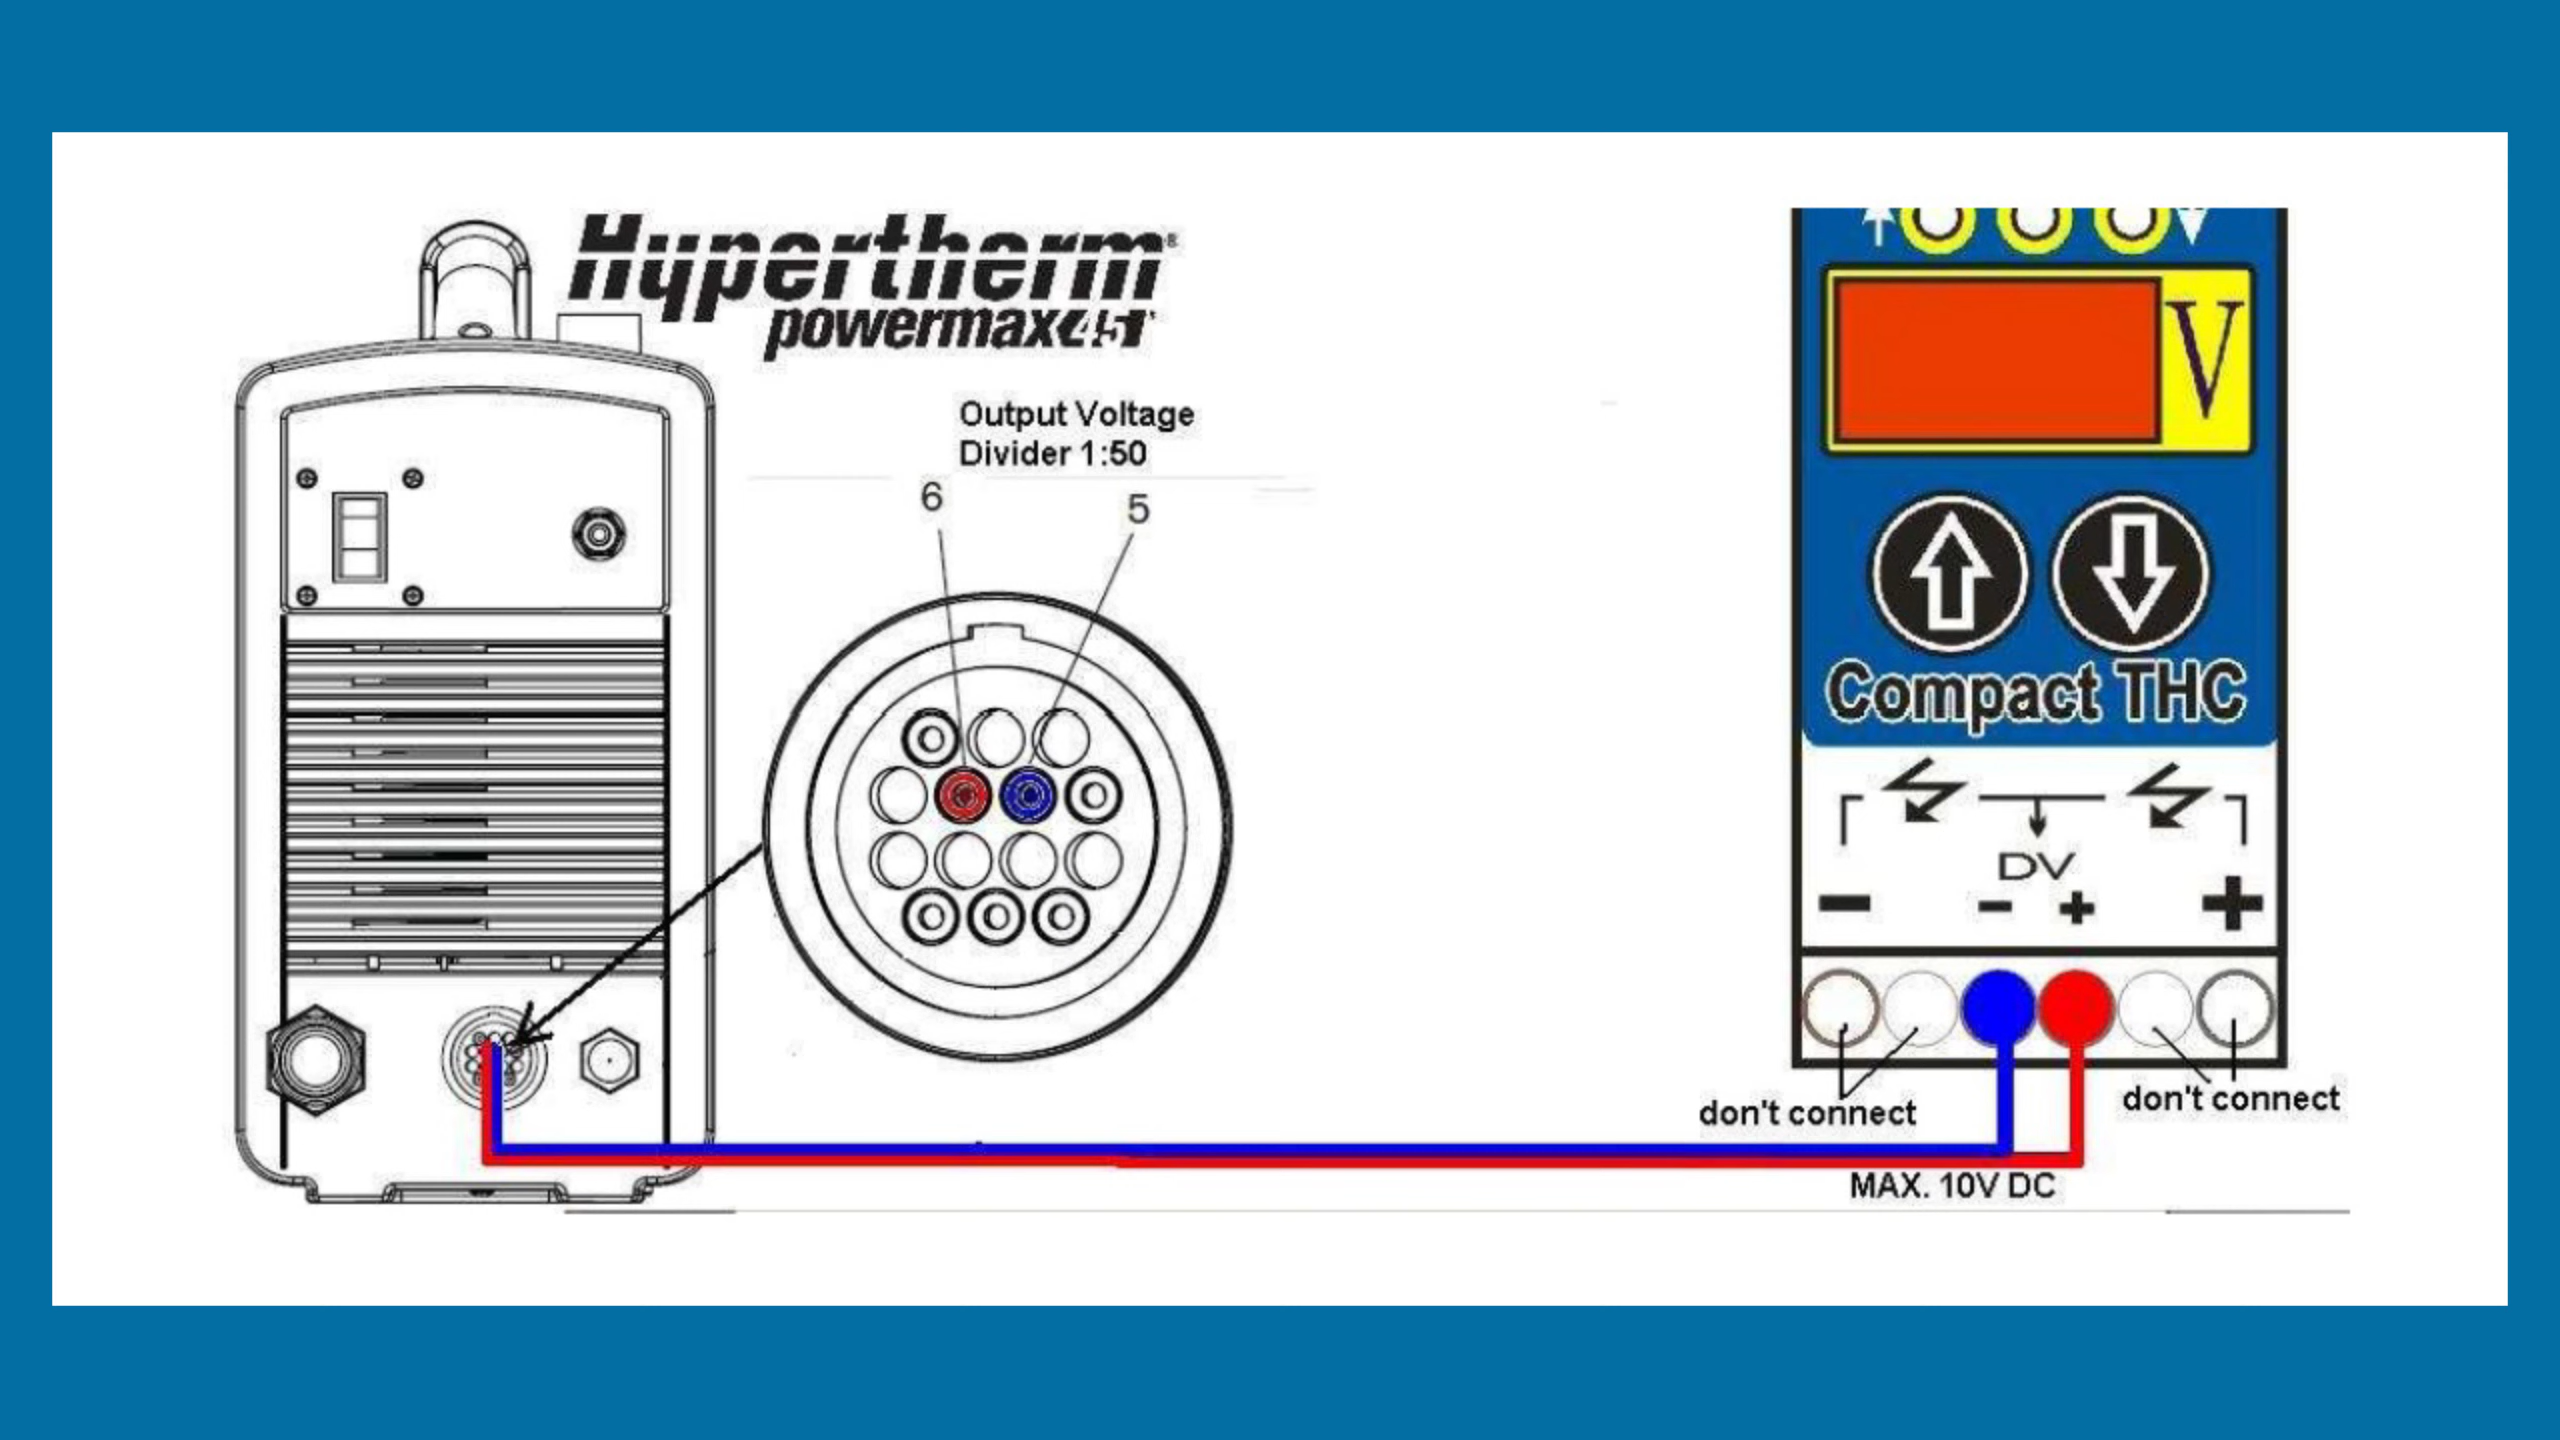 Hypertherm®
powermax45
Output Voltage
Divider 1:50
6
5
V
Compact THC
DV
- - + +
don't connect
don't connect
MAX. 10V DC